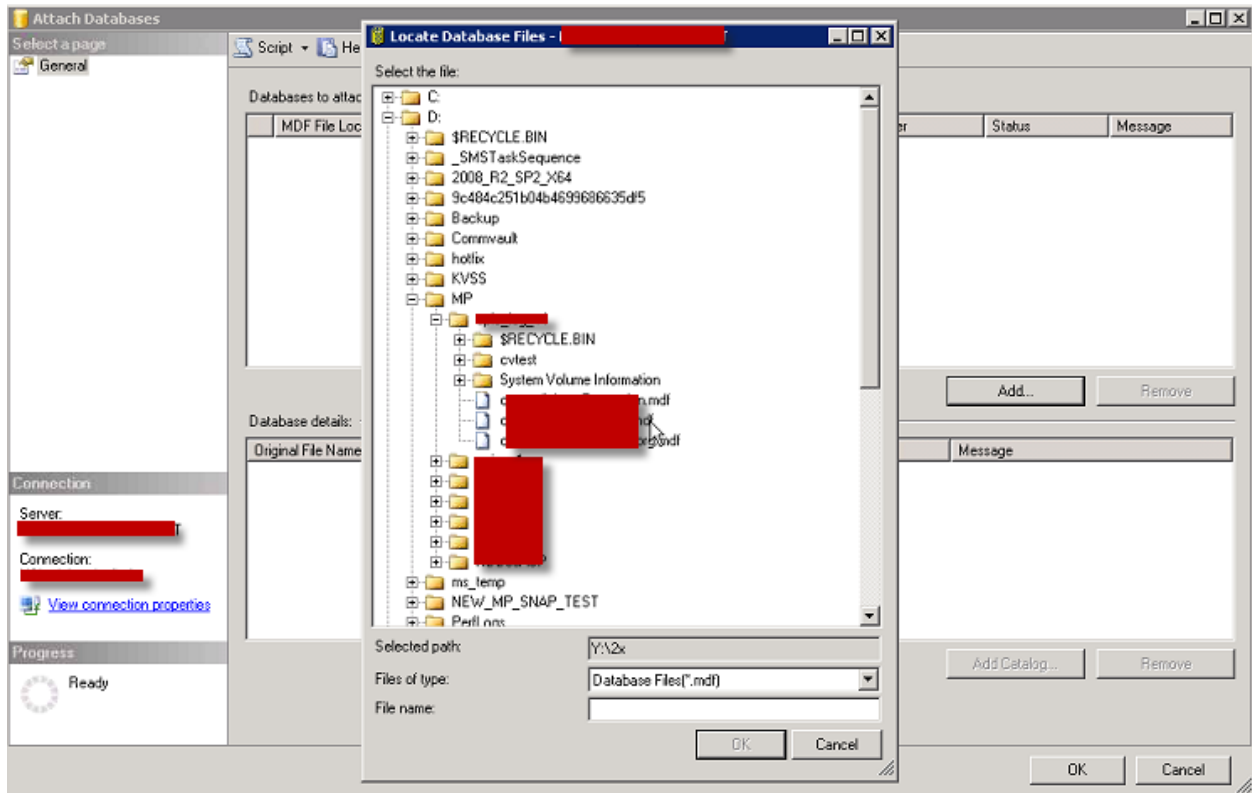 Attach Databases
Select a page
General
Script
He
Databases to attac
MDF File Loc
er
Status
Message
Add...
Remove
Database details:
Original File Name
Message
Add Catalog...
Remove
Connection
Server:
T
Connection:
View connection properties
Progress
Ready
OK
Cancel
Locate Database Files -
Select the file:
C:
D:
$RECYCLE.BIN
_SMSTaskSequence
2008_R2_SP2_X64
9c484c251b04b4699686635df5
Backup
Commvault
hotfix
KVSS
MP
$RECYCLE.BIN
cvtest
System Volume Information
.mdf
ms_temp
NEW_MP_SNAP_TEST
PerfLogs
Selected path:
Y:\2x
Files of type:
Database Files(*.mdf)
File name:
OK
Cancel